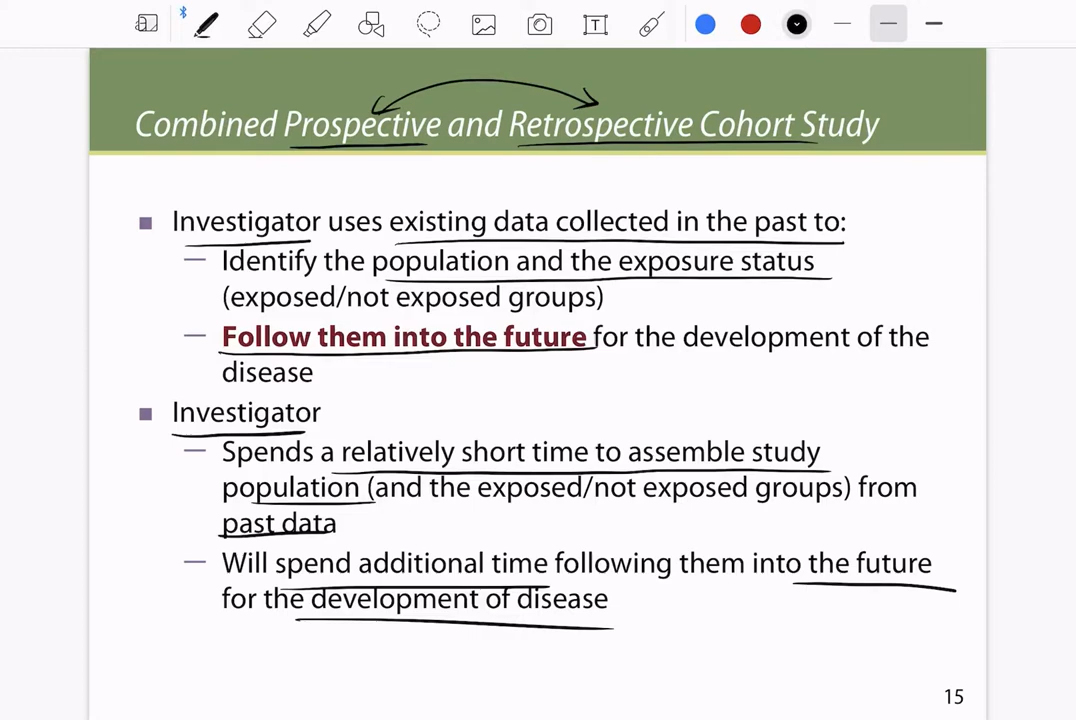 Combined Prospective and Retrospective Cohort Study
■ Investigator uses existing data collected in the past to:
— Identify the population and the exposure status
(exposed/not exposed groups)
— Follow them into the future for the development of the
disease
■ Investigator
— Spends a relatively short time to assemble study
population (and the exposed/not exposed groups) from
past data
— Will spend additional time following them into the future
for the development of disease
15